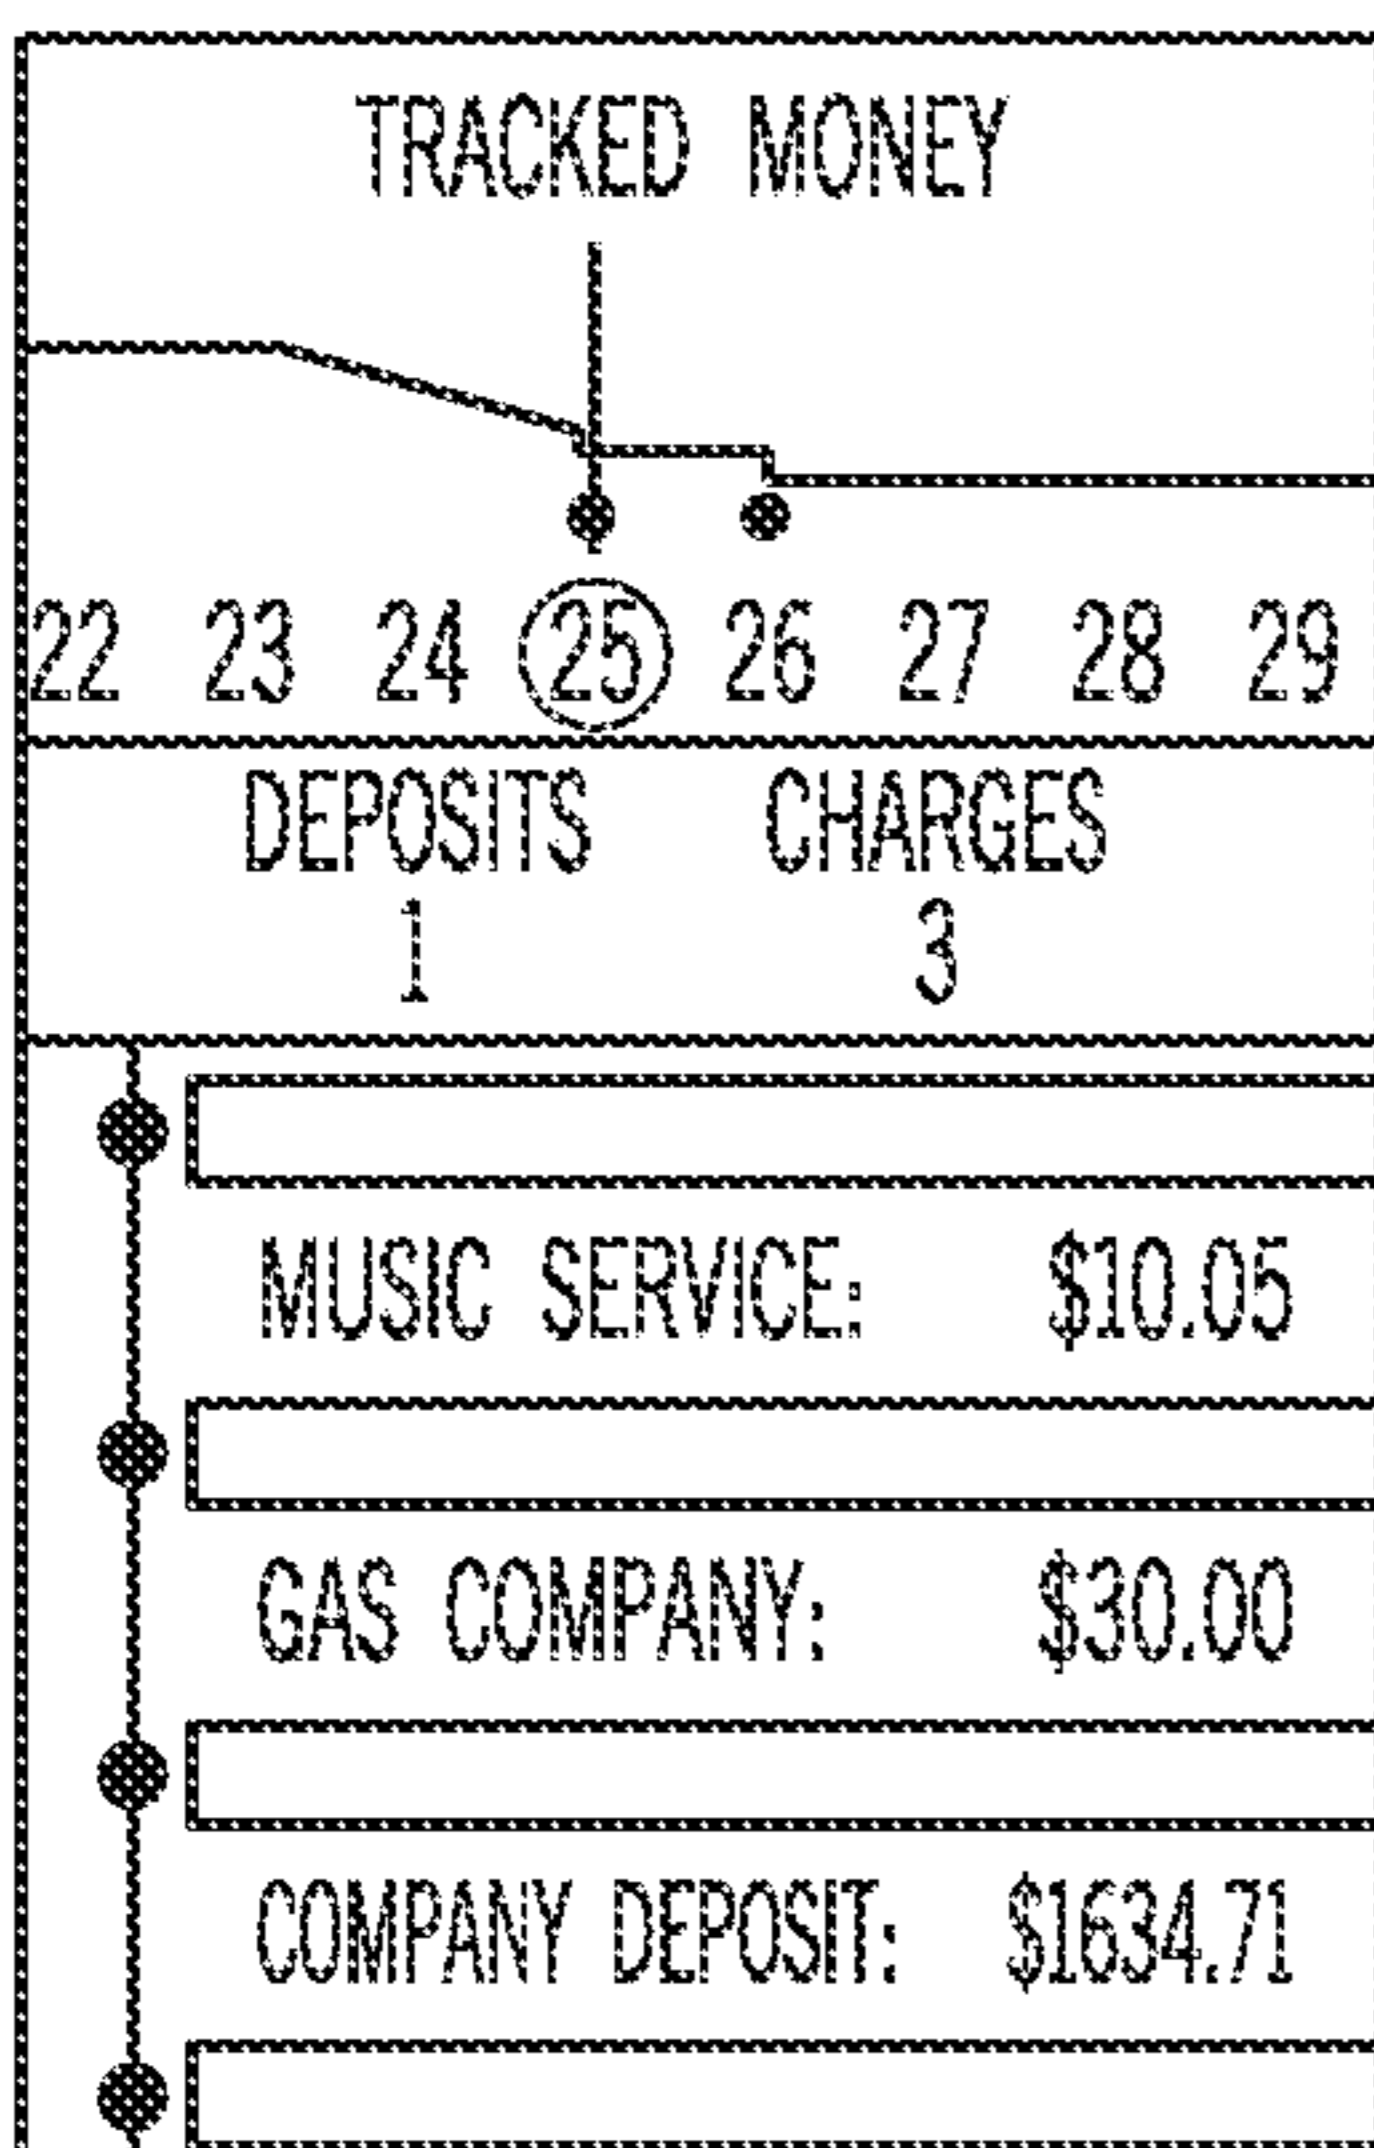 TRACKED MONEY
22 23 24 25 26 27 28 29
DEPOSITS CHARGES
1 3
MUSIC SERVICE: $10.05
GAS COMPANY: $30.00
COMPANY DEPOSIT: $1634.71